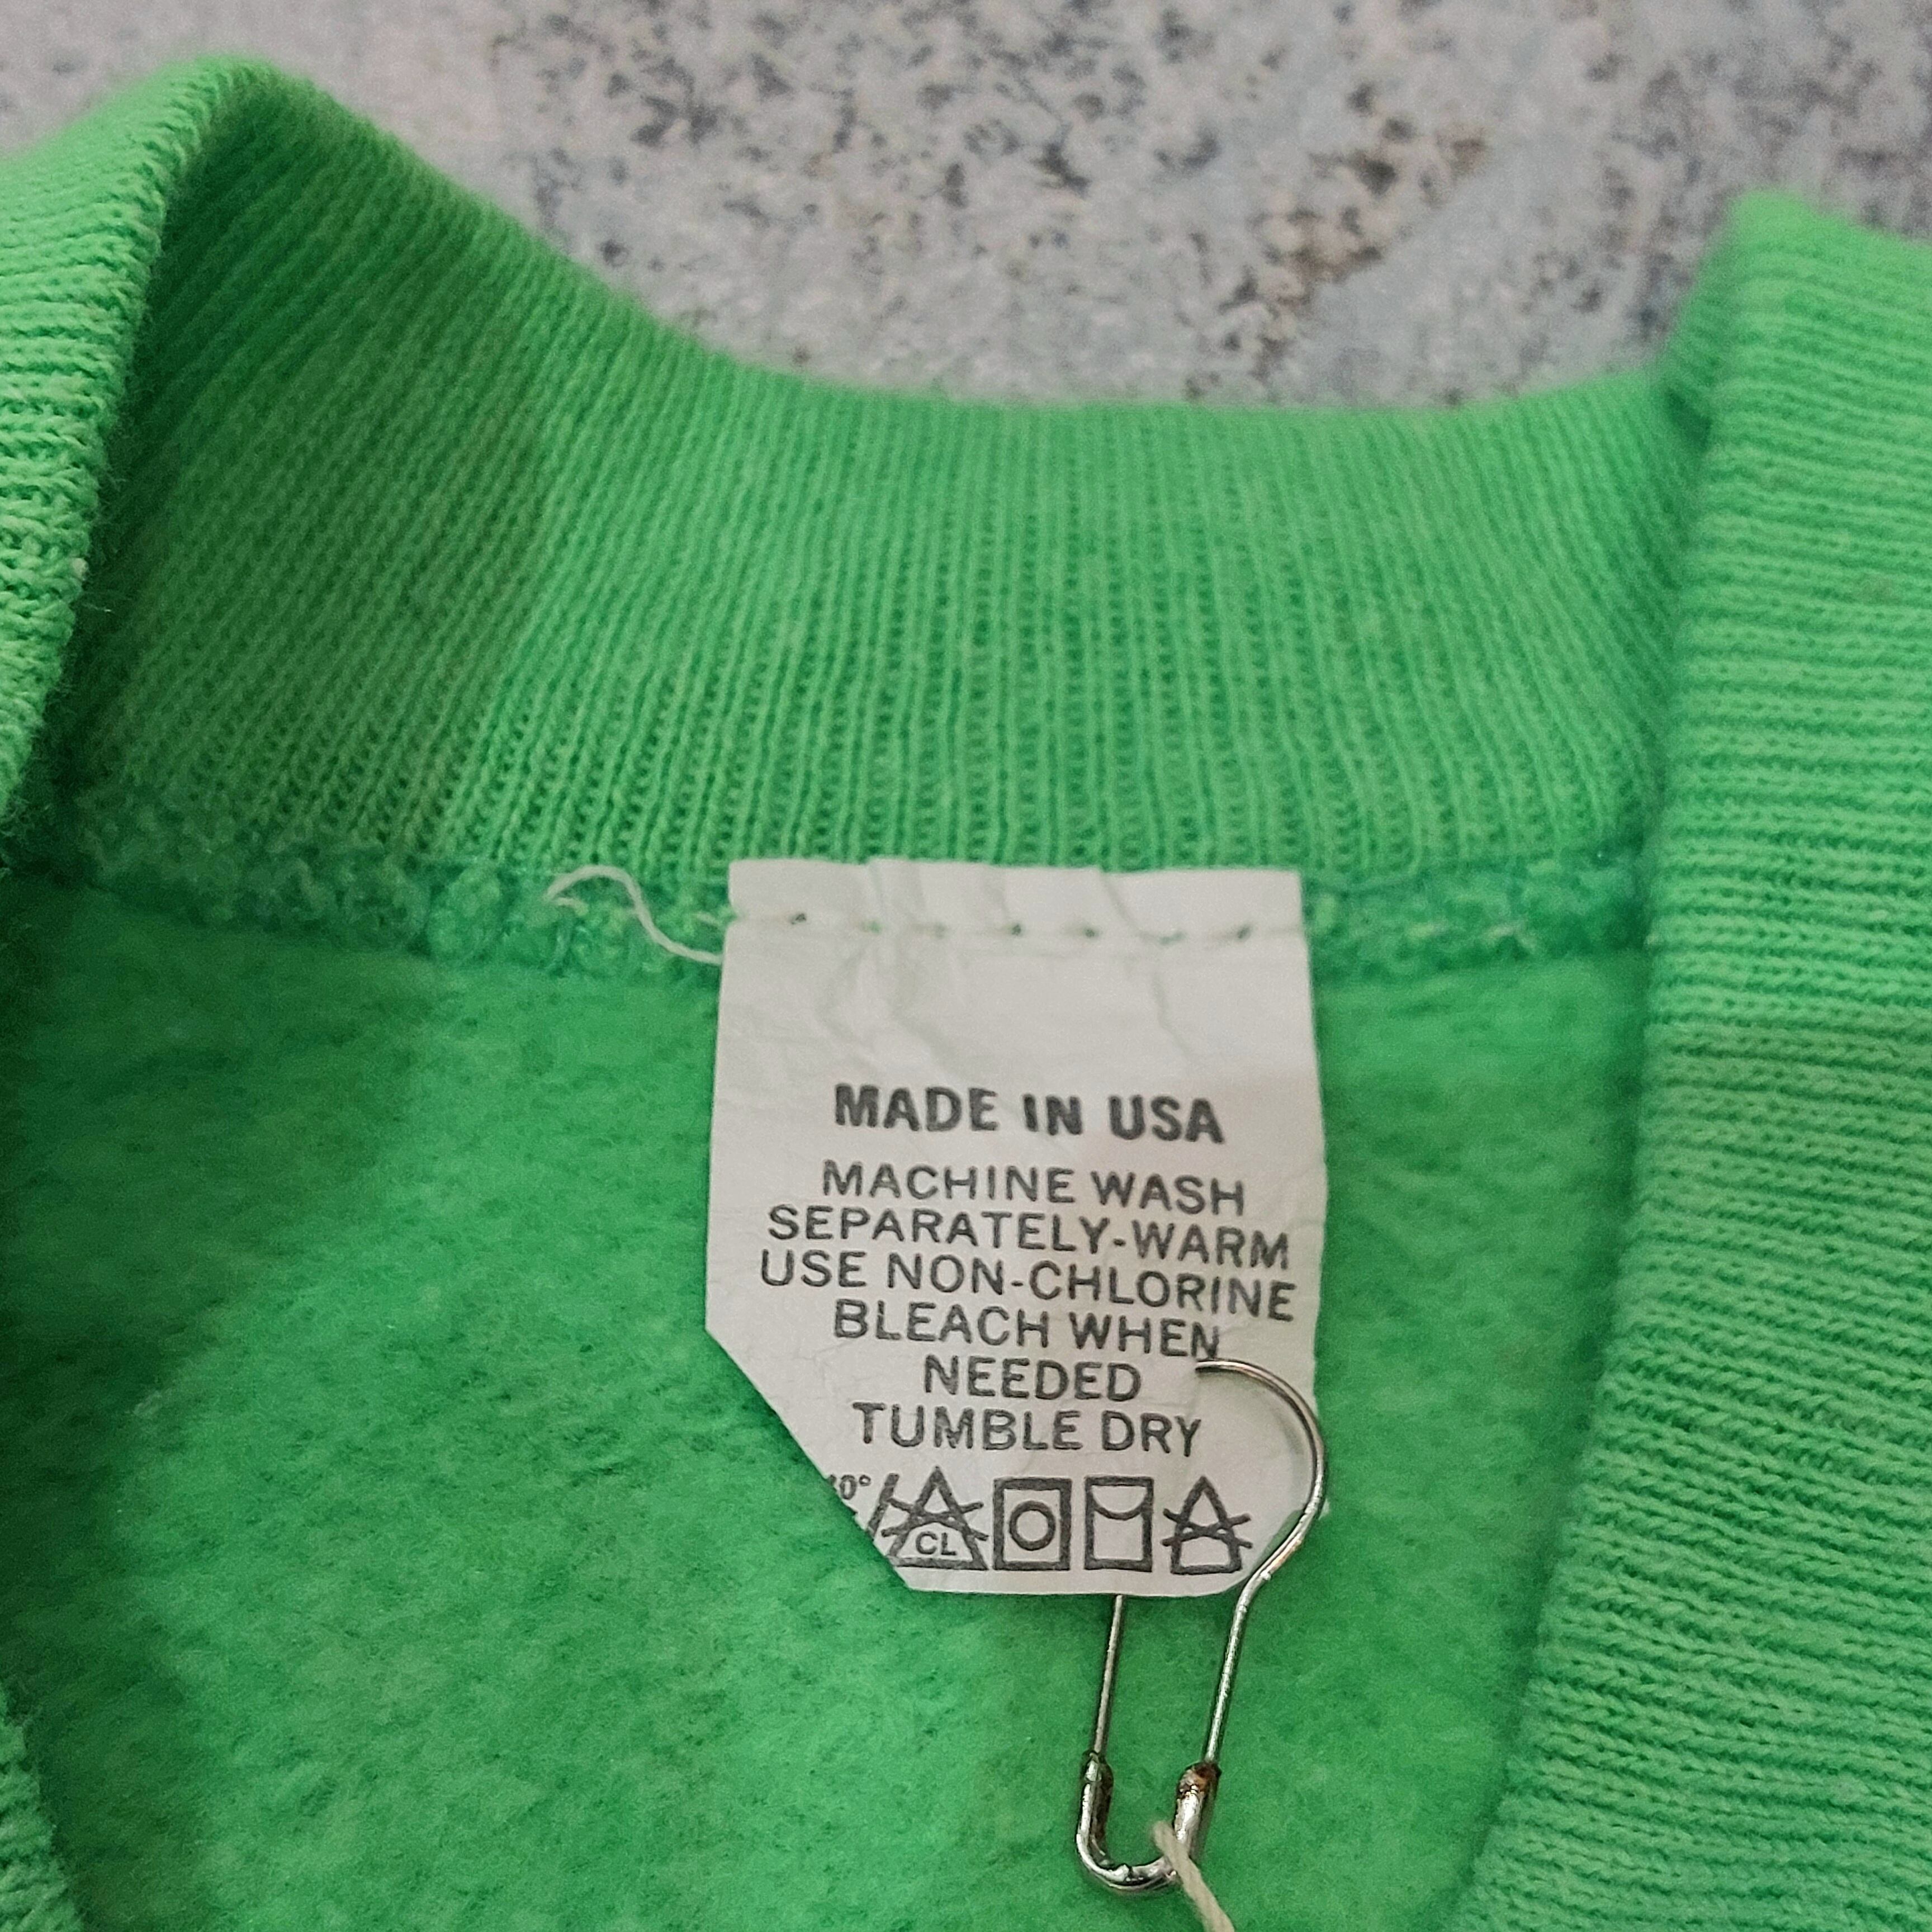 MADE IN USA
MACHINE WASH
SEPARATELY-WARM
USE NON-CHLORINE
BLEACH WHEN
NEEDED
TUMBLE DRY
CL